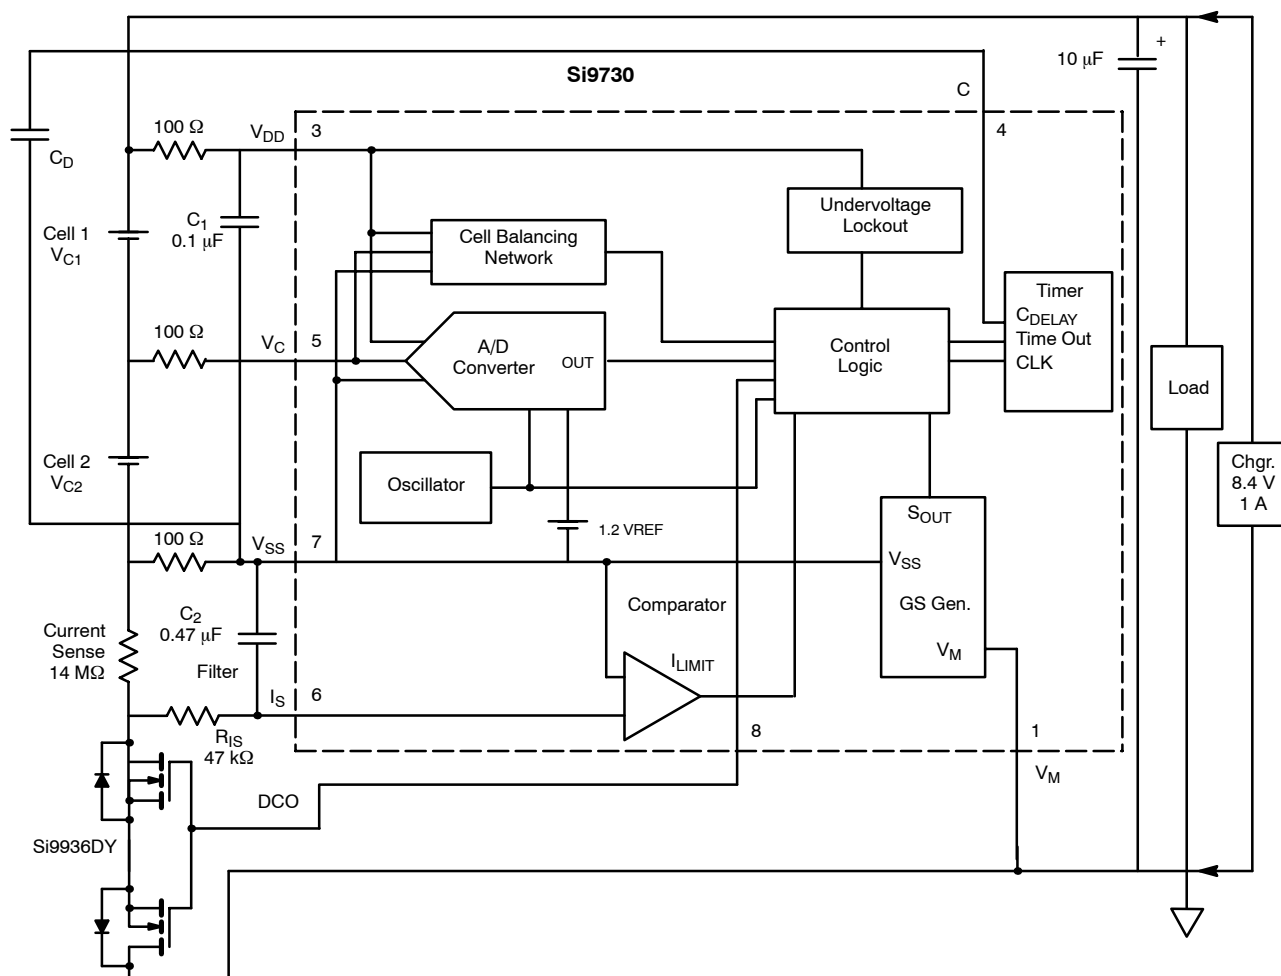 +
10 μF
Si9730
C
100 Ω
VDD
3
4
CD
Undervoltage
Lockout
C1
0.1 μF
Cell 1
VC1
Cell Balancing
Network
Timer
CDELAY
Time Out
CLK
100 Ω
VC
5
A/D
Converter
OUT
Control
Logic
Load
Cell 2
VC2
Chgr.
8.4 V
1 A
Oscillator
SOUT
1.2 VREF
100 Ω
VSS
7
VSS
GS Gen.
VM
Comparator
C2
0.47 μF
Current
Sense
14 MΩ
Filter
ILIMIT
IS
6
RIS
47 kΩ
8
1
VM
DCO
Si9936DY